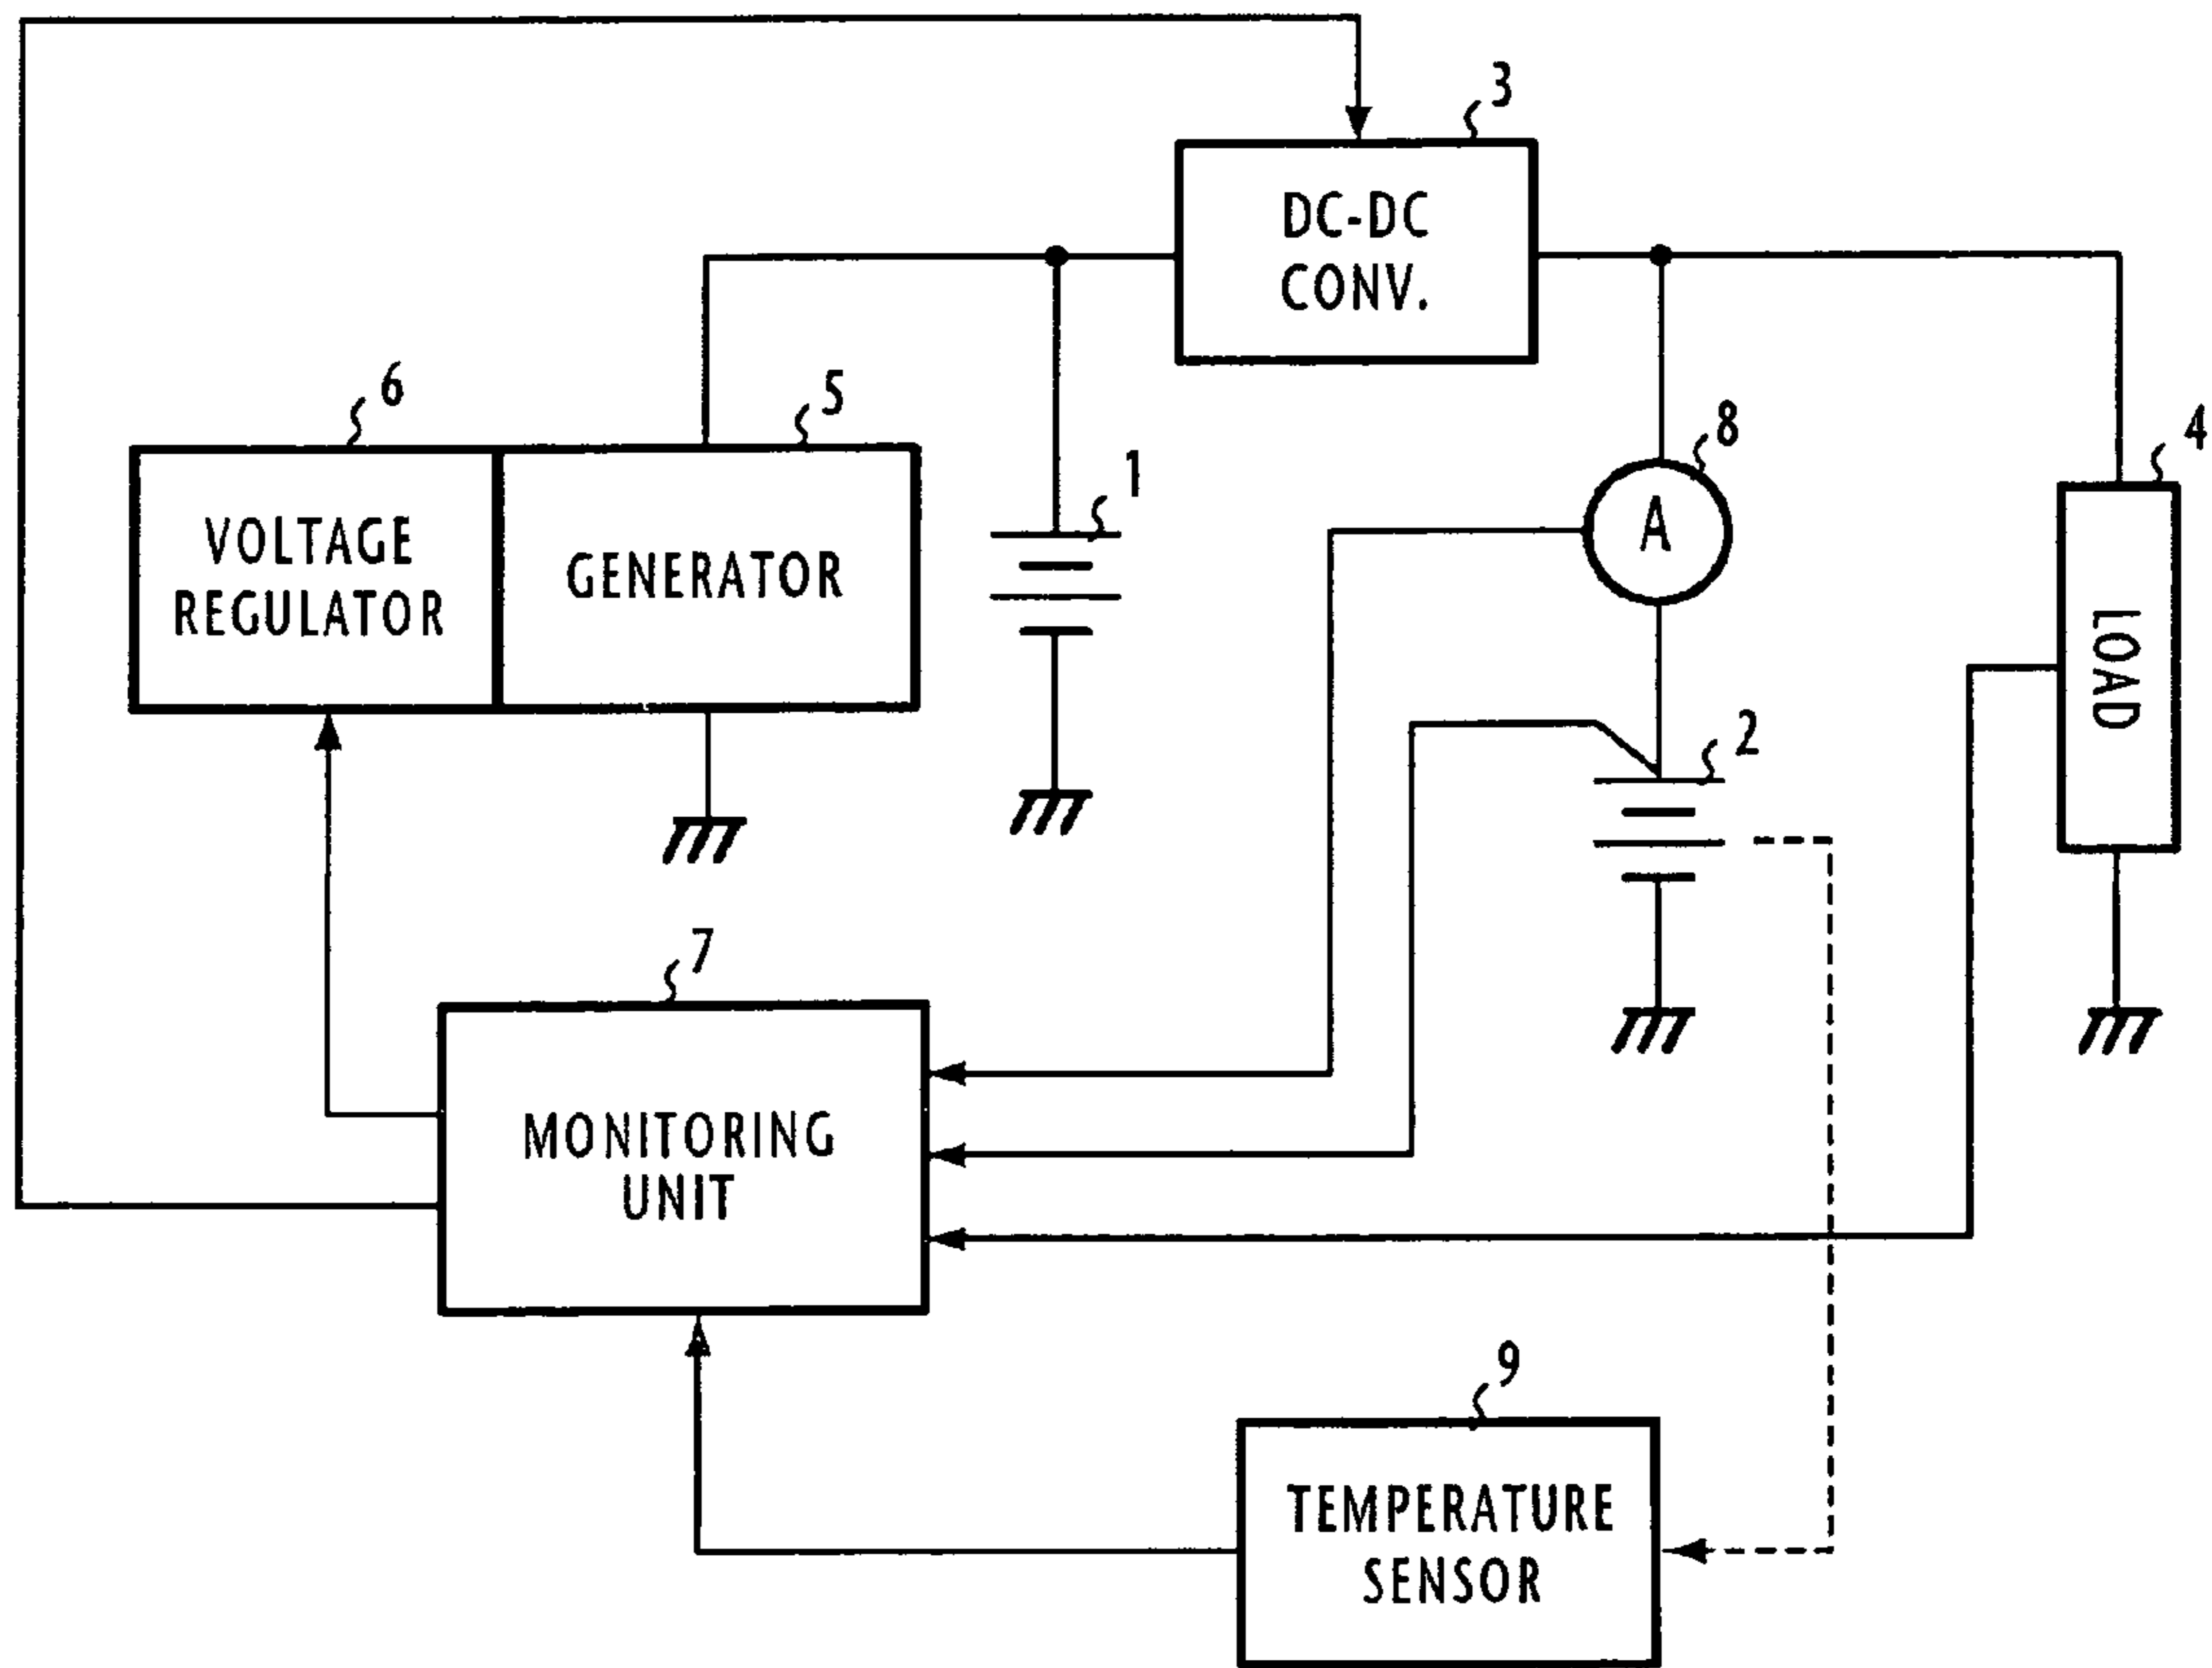 3
DC-DC
CONV.
6
5
VOLTAGE
REGULATOR
GENERATOR
1
8
A
4
LOAD
2
7
MONITORING
UNIT
9
TEMPERATURE
SENSOR